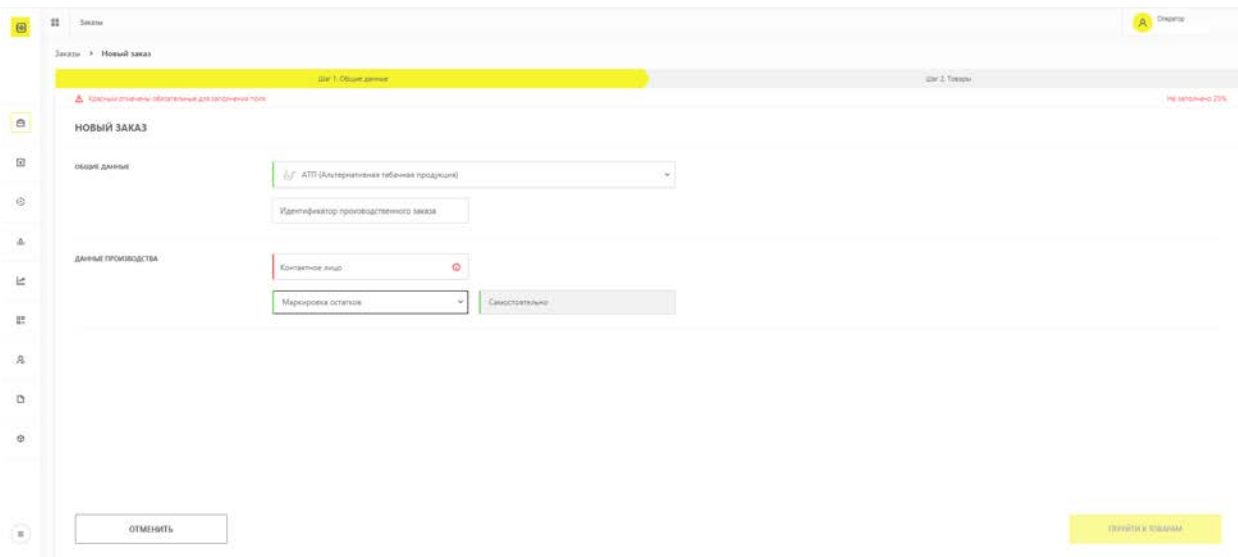 Заказы
Оператор
Заказы > Новый заказ
Шаг 1. Общие данные
Шаг 2. Товары
Красным отмечены обязательные для заполнения поля
Не заполнено 25%
НОВЫЙ ЗАКАЗ
ОБЩИЕ ДАННЫЕ
АТП (Альтернативная табачная продукция)
Идентификатор производственного заказа
ДАННЫЕ ПРОИЗВОДСТВА
Контактное лицо
Маркировка остатков
Самостоятельно
ОТМЕНИТЬ
ПЕРЕЙТИ К ТОВАРАМ